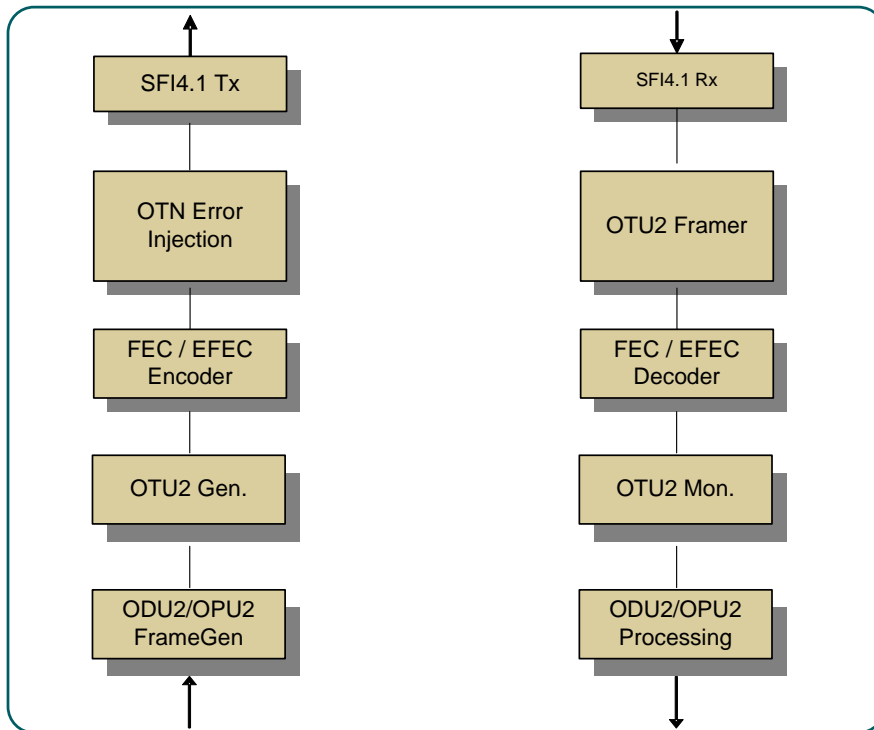 SFI4.1 Tx
OTN Error
Injection
FEC / EFEC
Encoder
OTU2 Gen.
ODU2/OPU2
FrameGen
SFI4.1 Rx
OTU2 Framer
FEC / EFEC
Decoder
OTU2 Mon.
ODU2/OPU2
Processing